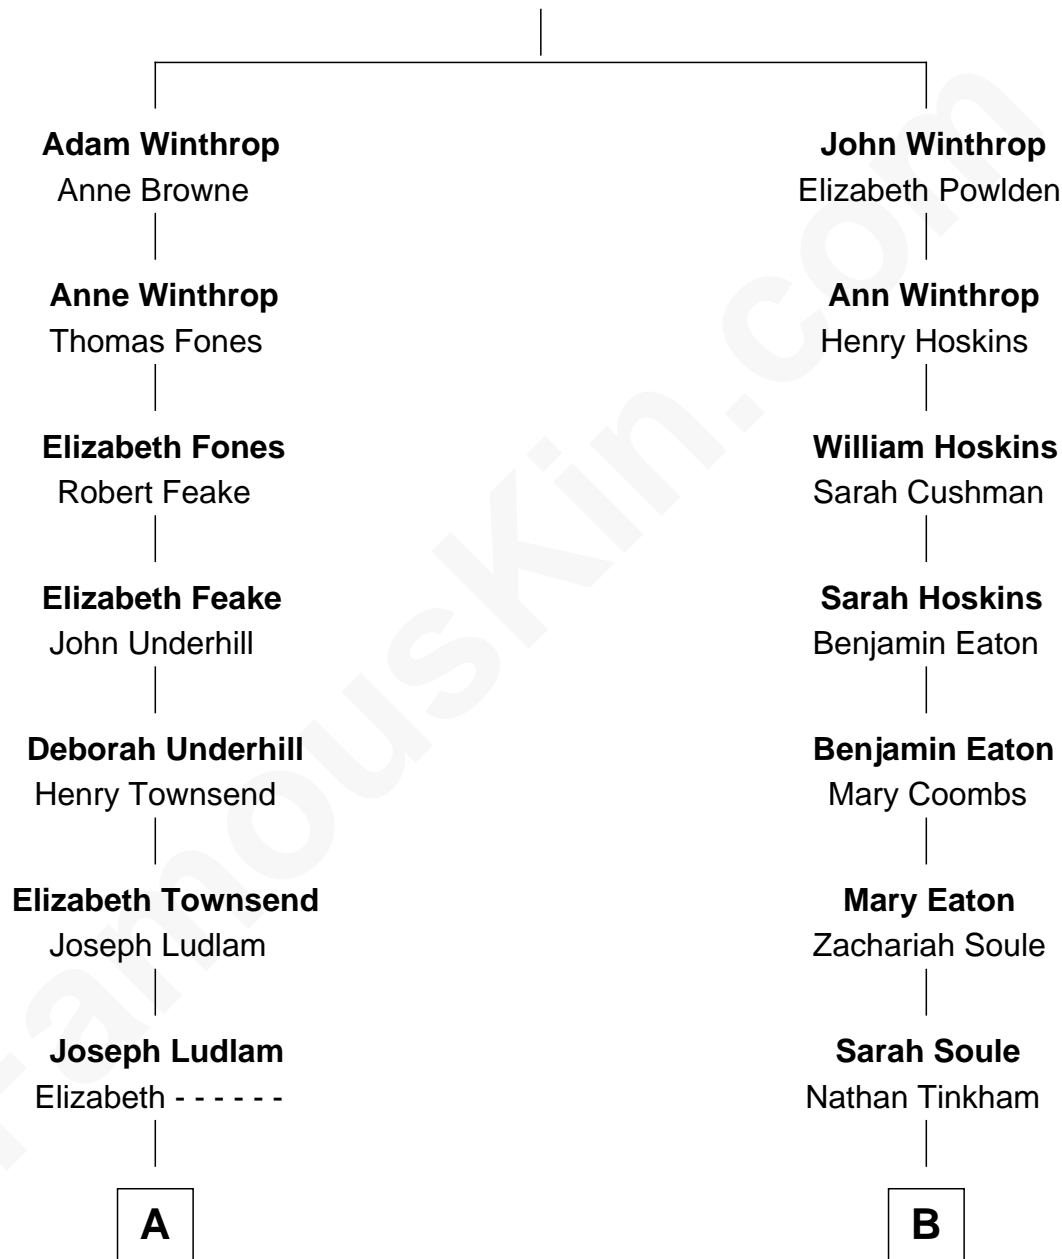 Adam Winthrop
Anne Browne
John Winthrop
Elizabeth Powlden
Anne Winthrop
Thomas Fones
Ann Winthrop
Henry Hoskins
Elizabeth Fones
Robert Feake
William Hoskins
Sarah Cushman
Elizabeth Feake
John Underhill
Sarah Hoskins
Benjamin Eaton
Deborah Underhill
Henry Townsend
Benjamin Eaton
Mary Coombs
Elizabeth Townsend
Joseph Ludlam
Mary Eaton
Zachariah Soule
Joseph Ludlam
Elizabeth - - - - - -
Sarah Soule
Nathan Tinkham
A
B
FamousKin.com